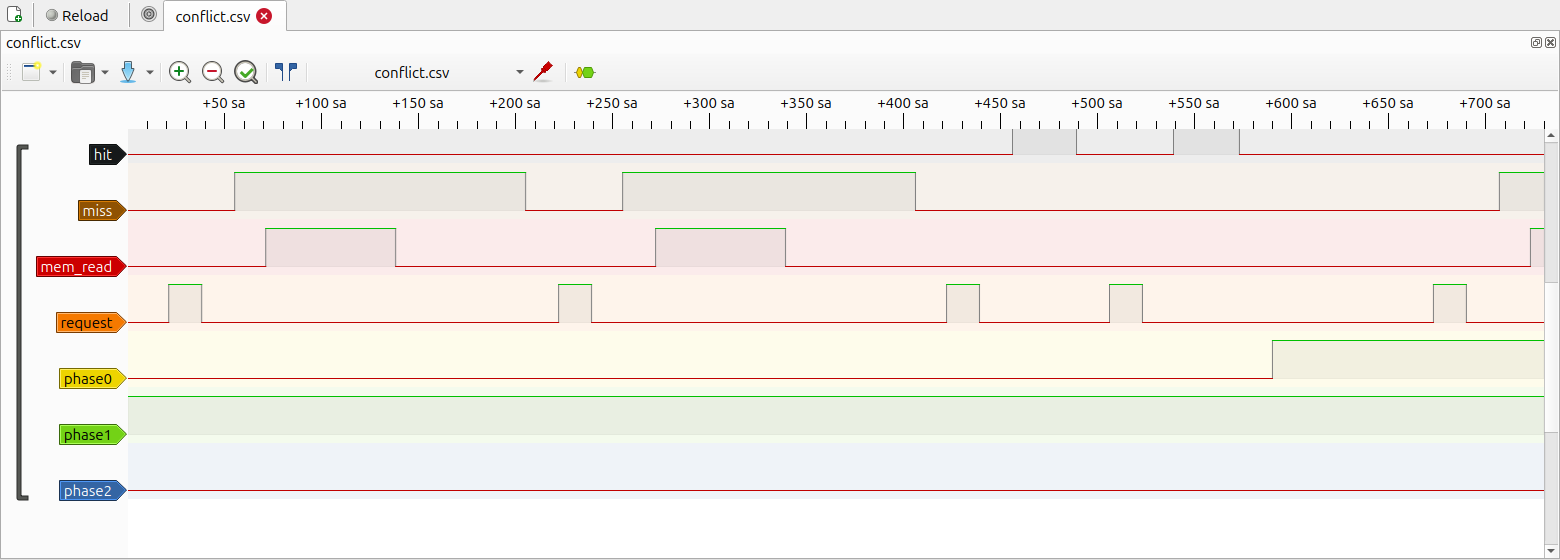 Reload
conflict.csv
conflict.csv
conflict.csv
+50 sa +100 sa +150 sa +200 sa +250 sa +300 sa +350 sa +400 sa +450 sa +500 sa +550 sa +600 sa +650 sa +700 sa
hit
miss
mem_read
request
phase0
phase1
phase2